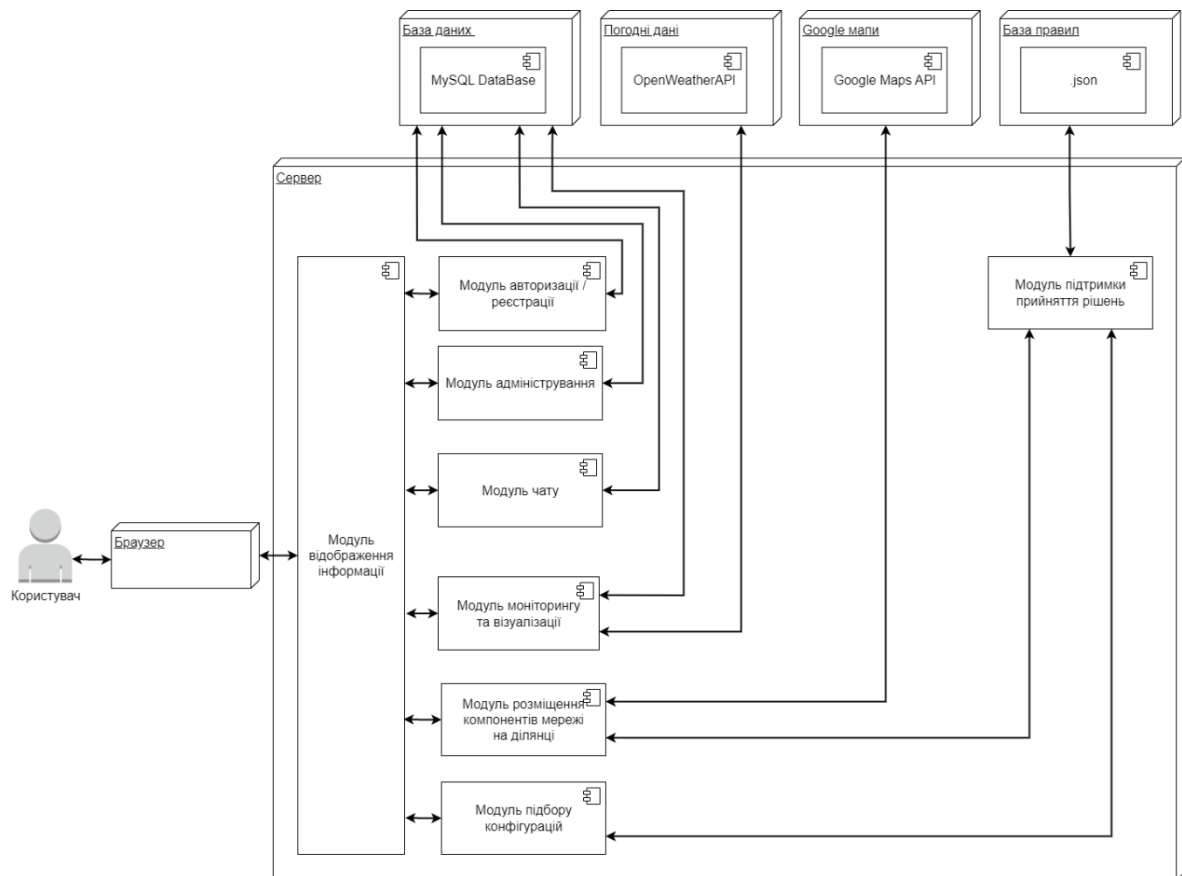 База даних
MySQL DataBase
Погодні дані
OpenWeatherAPI
Google мапи
Google Maps API
База правил
.json
Сервер
Модуль авторизації /
реєстрації
Модуль підтримки
прийняття рішень
Модуль адміністрування
Модуль чату
Браузер
Користувач
Модуль
відображення
інформації
Модуль моніторингу
та візуалізації
Модуль розміщення
компонентів мережі
на ділянці
Модуль підбору
конфігурацій